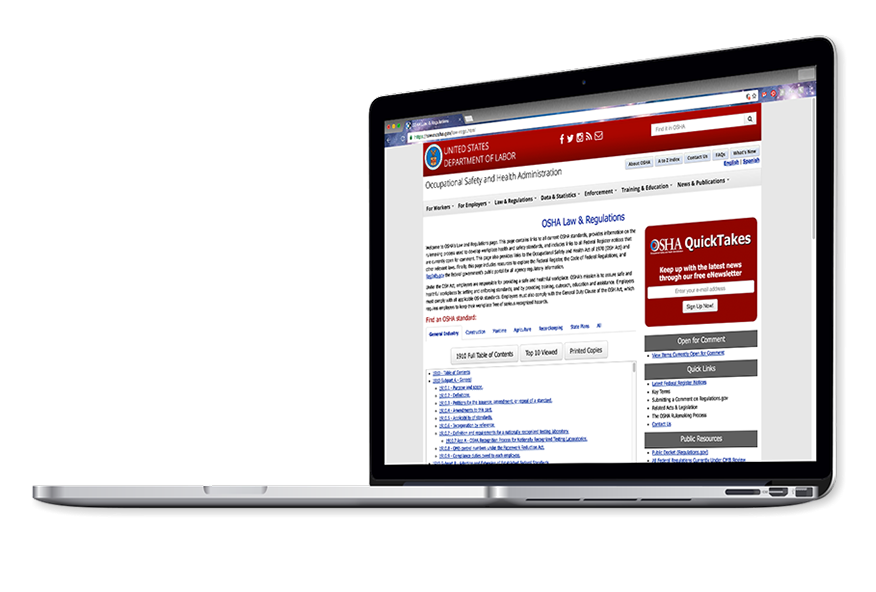 OSHA Law & Regulations
UNITED STATES
DEPARTMENT OF LABOR
Find it in OSHA
Occupational Safety and Health Administration
About OSHA A to Z Index Contact Us FAQs What's New
English | Spanish
For Workers For Employers Law & Regulations Data & Statistics Enforcement Training & Education News & Publications
OSHA Law & Regulations
Welcome to OSHA's Law and Regulations page. This page contains links to all current OSHA standards, provides information on the
rulemaking process used to develop workplace health and safety standards, and includes links to all Federal Register notices that
are currently open for comment. This page also provides links to the Occupational Safety and Health Act of 1970 (OSH Act) and
other relevant laws. Finally, this page includes resources to explore the Federal Register, the Code of Federal Regulations, and
the federal government's public portal for all agency regulatory information.
Under the OSH Act, employers are responsible for providing a safe and healthful workplace. OSHA's mission is to assure safe and
healthful workplaces by setting and enforcing standards, and by providing training, outreach, education and assistance. Employers
must comply with all applicable OSHA standards. Employers must also comply with the General Duty Clause of the OSH Act, which
requires employers to keep their workplace free of serious recognized hazards.
Find an OSHA standard:
General Industry Construction Maritime Agriculture Recordkeeping State Plans All
1910 Full Table of Contents Top 10 Viewed Printed Copies
1910 - Table of Contents
1910 Subpart A - General
1910.1 - Purpose and scope.
1910.2 - Definitions.
1910.3 - Petitions for the issuance, amendment, or repeal of a standard.
1910.4 - Amendments to this part.
1910.5 - Applicability of standards.
1910.6 - Incorporation by reference.
1910.7 - Definition and requirements for a nationally recognized testing laboratory.
1910.7 App A - OSHA Recognition Process for Nationally Recognized Testing Laboratories.
1910.8 - OMB control numbers under the Paperwork Reduction Act.
1910.9 - Compliance duties owed to each employee.
1910 Subpart B - Adoption and Extension of Established Federal Standards
OSHA QuickTakes
Keep up with the latest news
through our free eNewsletter
Enter your e-mail address
Sign Up Now!
Open for Comment
View Items Currently Open for Comment
Quick Links
Latest Federal Register Notices
Key Terms
Submitting a Comment on Regulations.gov
Related Acts & Legislation
The OSHA Rulemaking Process
Contact Us
Public Resources
Public Docket (Regulations.gov)
All Federal Regulations Currently Under OMB Review